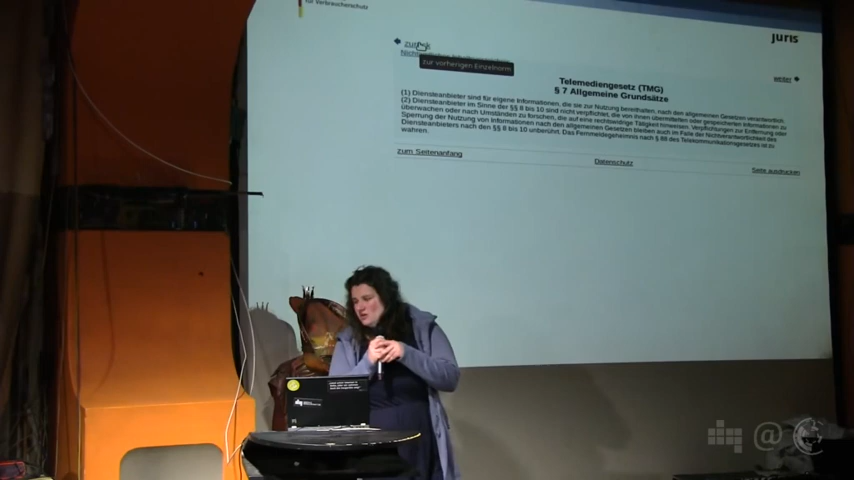 für Verbraucherschutz
juris
zurück
zur vorherigen Einzelnorm
weiter
Telemediengesetz (TMG)
§ 7 Allgemeine Grundsätze
(1) Diensteanbieter sind für eigene Informationen, die sie zur Nutzung bereithalten, nach den allgemeinen Gesetzen verantwortlich.
(2) Diensteanbieter im Sinne der §§ 8 bis 10 sind nicht verpflichtet, die von ihnen übermittelten oder gespeicherten Informationen zu
überwachen oder nach Umständen zu forschen, die auf eine rechtswidrige Tätigkeit hinweisen. Verpflichtungen zur Entfernung oder
Sperrung der Nutzung von Informationen nach den allgemeinen Gesetzen bleiben auch im Falle der Nichtverantwortlichkeit des
Diensteanbieters nach den §§ 8 bis 10 unberührt. Das Fernmeldegeheimnis nach § 88 des Telekommunikationsgesetzes ist zu
wahren.
zum Seitenanfang
Datenschutz
Seite ausdrucken
@